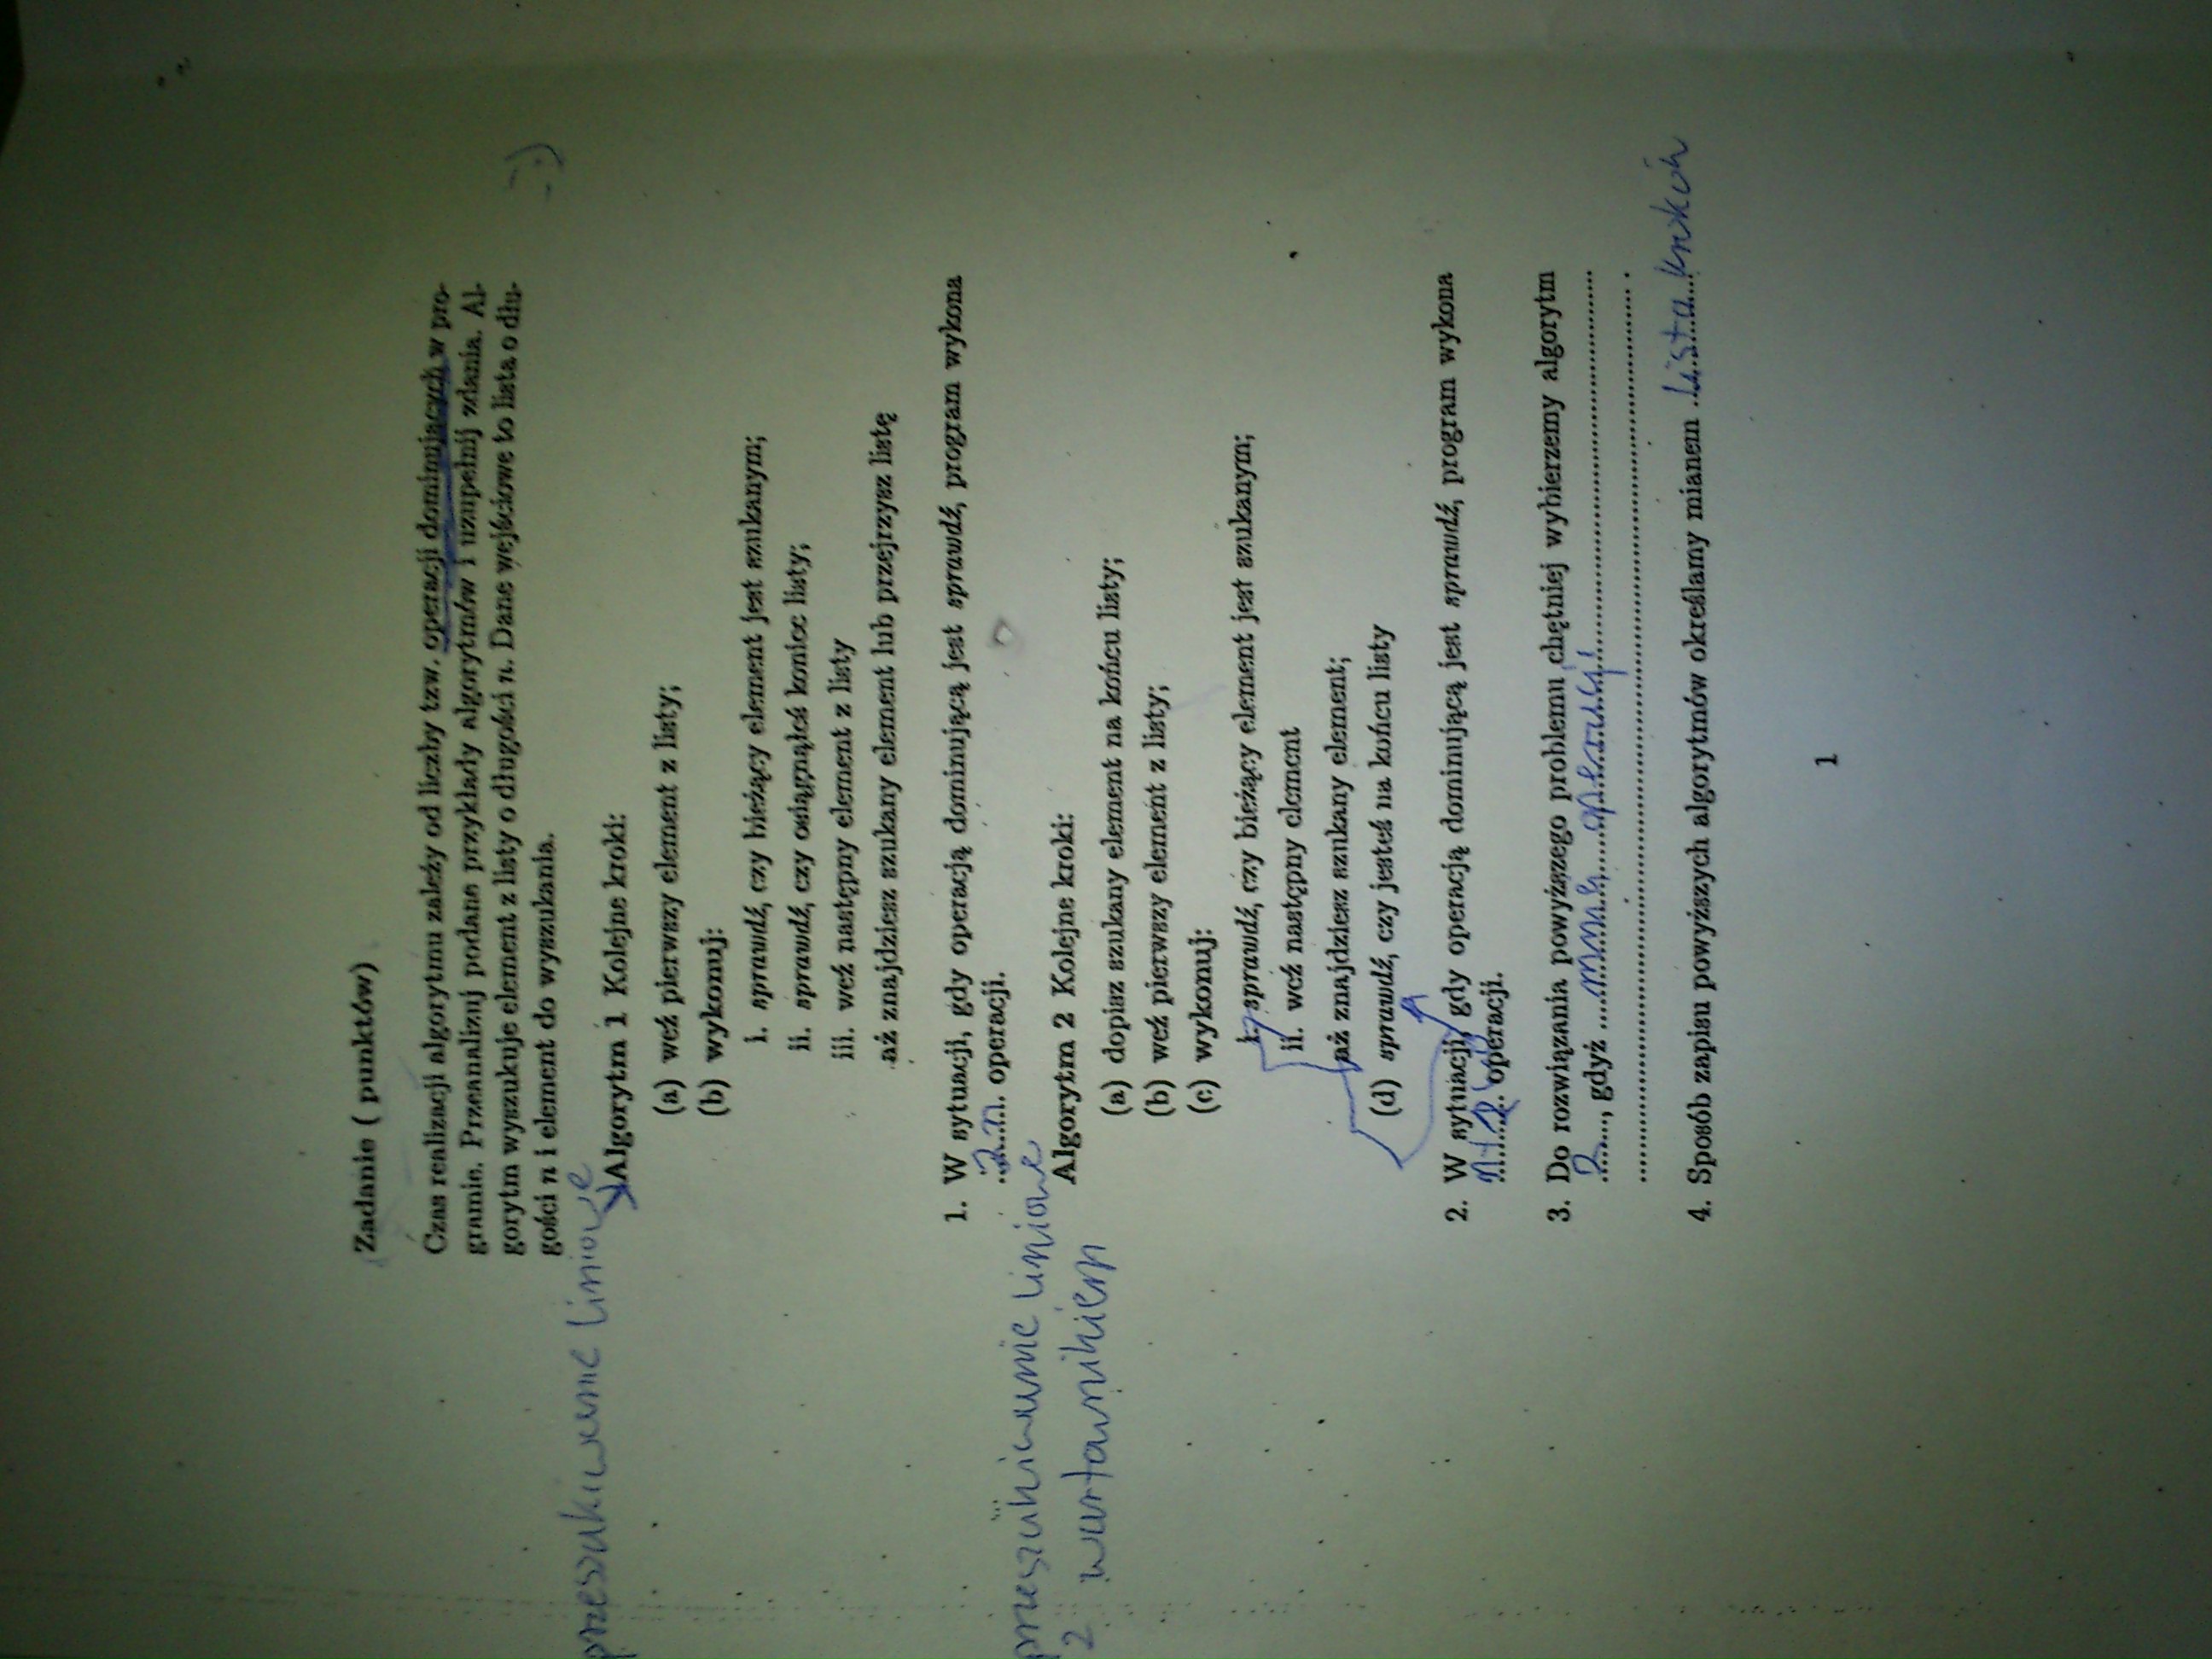 Zadanie ( punktów)
Czas realizacji algorytmu zależy od liczby tzw. operacji dominujących w pro-
gramie. Przeanalizuj podane przykłady algorytmów i uzupełnij zdania. Al-
gorytm wyszukuje element z listy o długości n. Dane wejściowe to lista o dłu-
gości n i element do wyszukania.
:)
przeszukiwanie liniowe
Algorytm 1 Kolejne kroki:
(a) weź pierwszy element z listy;
(b) wykonuj:
i. sprawdź, czy bieżący element jest szukanym;
ii. sprawdź, czy osiągnąłeś koniec listy;
iii. weź następny element z listy
aż znajdziesz szukany element lub przejrzysz listę
1. W sytuacji, gdy operacją dominującą jest sprawdź, program wykona
..2n.... operacji.
przeszukiwanie liniowe
z wartownikiem
Algorytm 2 Kolejne kroki:
(a) dopisz szukany element na końcu listy;
(b) weź pierwszy element z listy;
(c) wykonuj:
i. sprawdź, czy bieżący element jest szukanym;
ii. weź następny element
aż znajdziesz szukany element;
(d) sprawdź, czy jesteś na końcu listy
2. W sytuacji, gdy operacją dominującą jest sprawdź, program wykona
operacji.
3. Do rozwiązania powyższego problemu chętniej wybierzemy algorytm
..2...., gdyż .....mniej.....operacji!
4. Sposób zapisu powyższych algorytmów określamy mianem ..Lista kroków
1